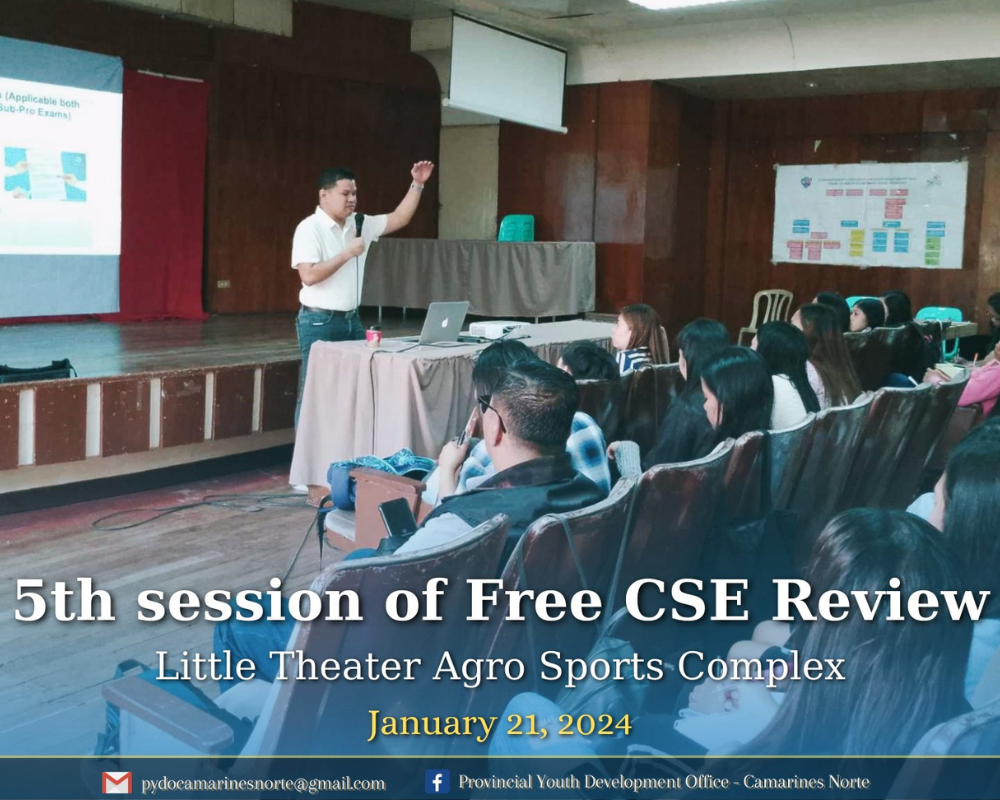 (Applicable both
Sub-Pro Exams)
5th session of Free CSE Review
Little Theater Agro Sports Complex
January 21, 2024
pydocamarinesnorte@gmail.com
Provincial Youth Development Office - Camarines Norte